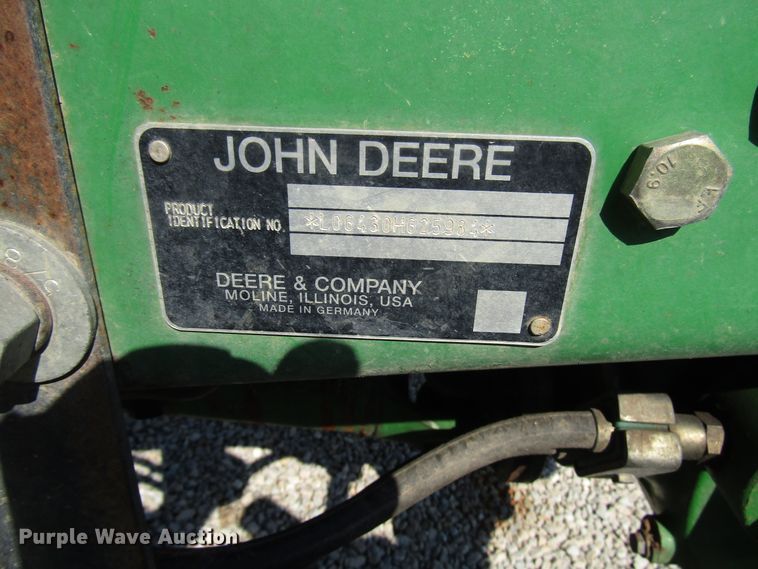 JOHN DEERE
PRODUCT
IDENTIFICATION NO. *L06430H625984*
DEERE & COMPANY
MOLINE, ILLINOIS, USA
MADE IN GERMANY
10.9
Purple Wave Auction